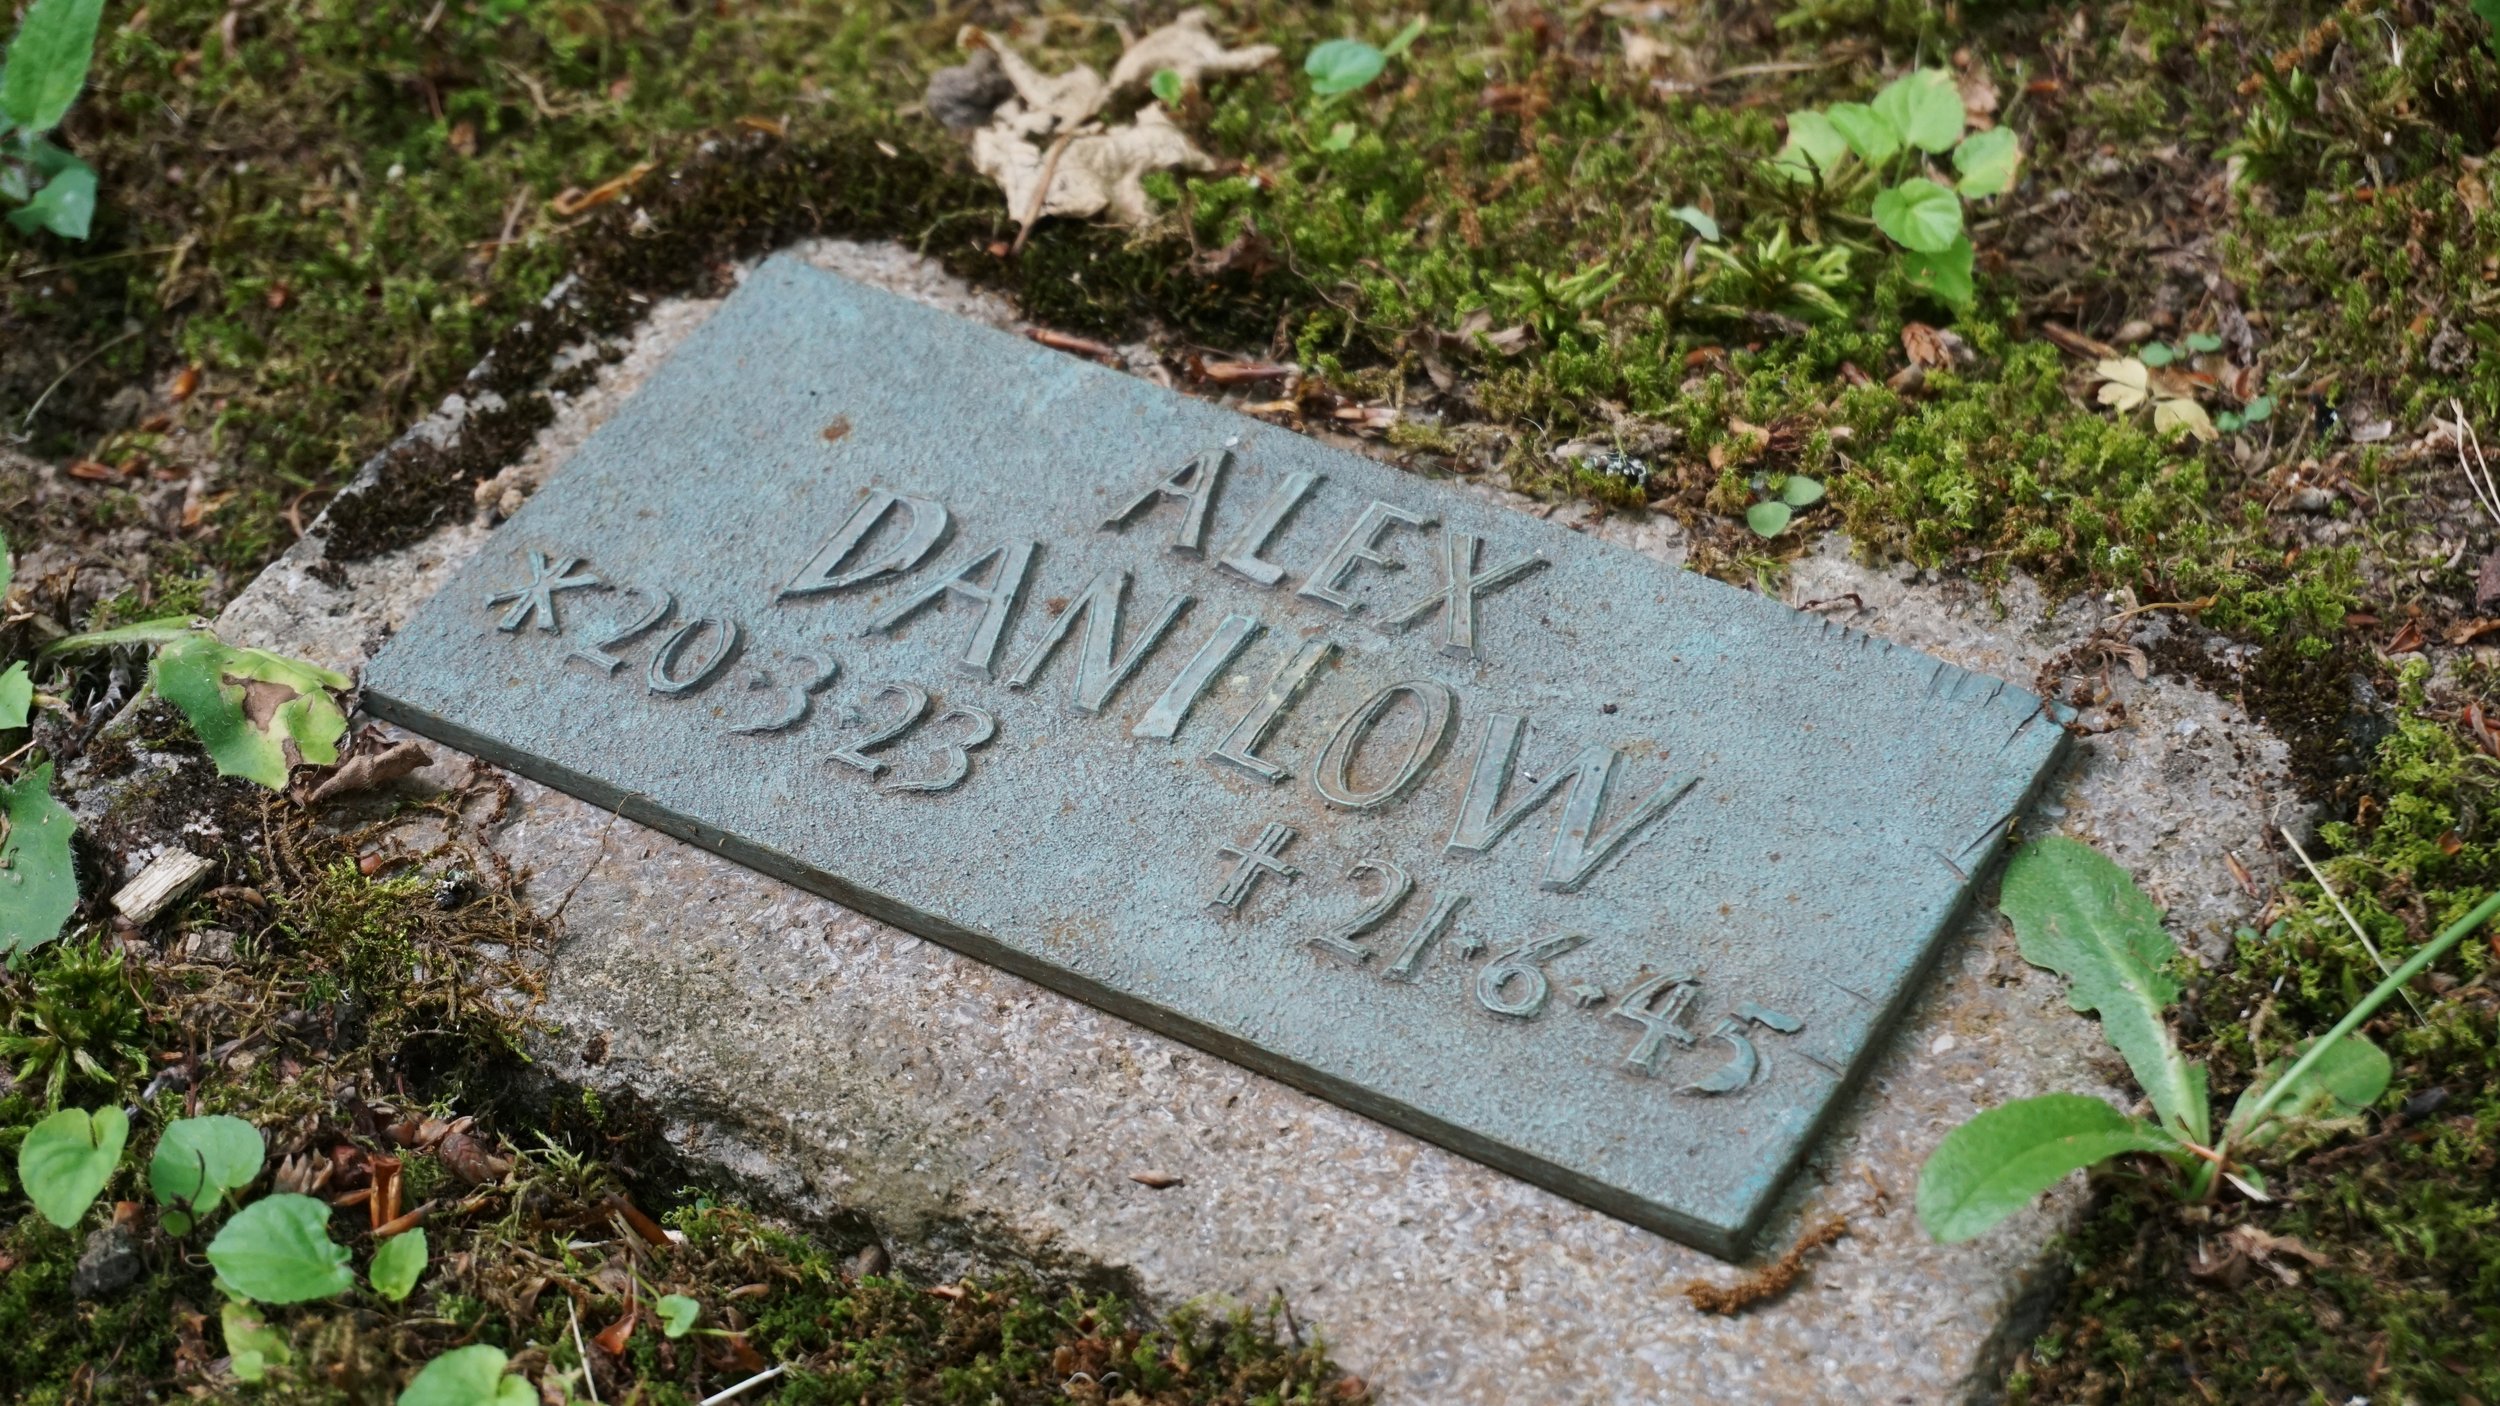 ALEX
DANILOW
* 20·3·23
† 21·6·45